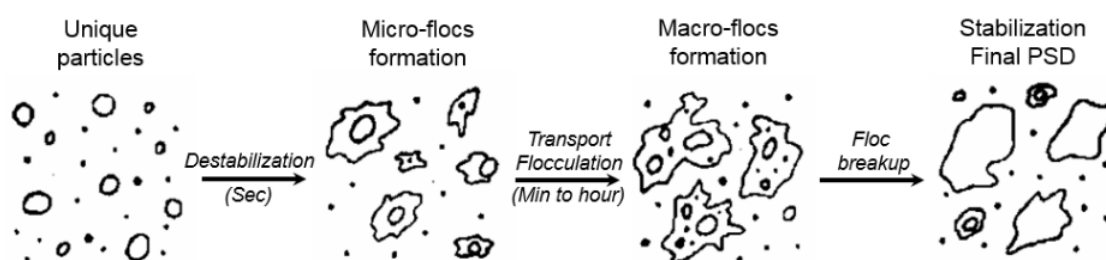 Unique
particles
Micro-flocs
formation
Macro-flocs
formation
Stabilization
Final PSD
Destabilization
(Sec)
Transport
Flocculation
(Min to hour)
Floc
breakup